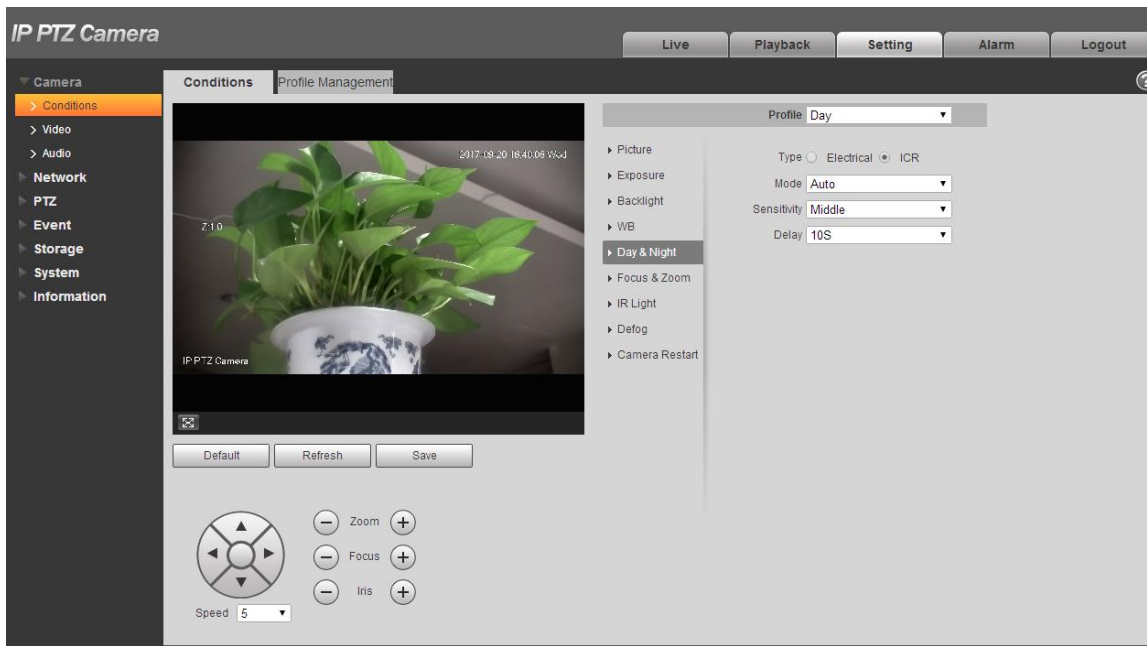 IP PTZ Camera
Live
Playback
Setting
Alarm
Logout
Camera
Conditions
Video
Audio
Network
PTZ
Event
Storage
System
Information
Conditions
Profile Management
2017-09-20 16:40:06 Wed
Z:10
IP PTZ Camera
Default
Refresh
Save
Zoom
Focus
Iris
Speed 5
Profile Day
Picture
Exposure
Backlight
WB
Day & Night
Focus & Zoom
IR Light
Defog
Camera Restart
Type Electrical ICR
Mode Auto
Sensitivity Middle
Delay 10S
?